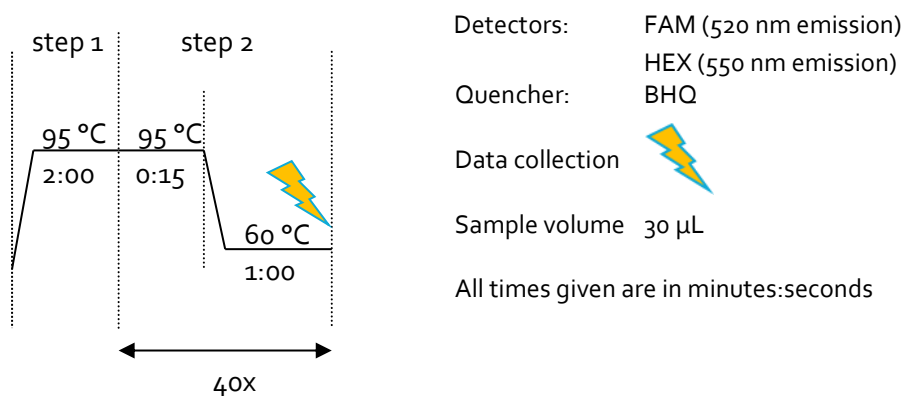 step 1 step 2
95 °C 95 °C
2:00 0:15
60 °C
1:00
40x
Detectors: FAM (520 nm emission)
HEX (550 nm emission)
Quencher: BHQ
Data collection
Sample volume 30 µL
All times given are in minutes:seconds